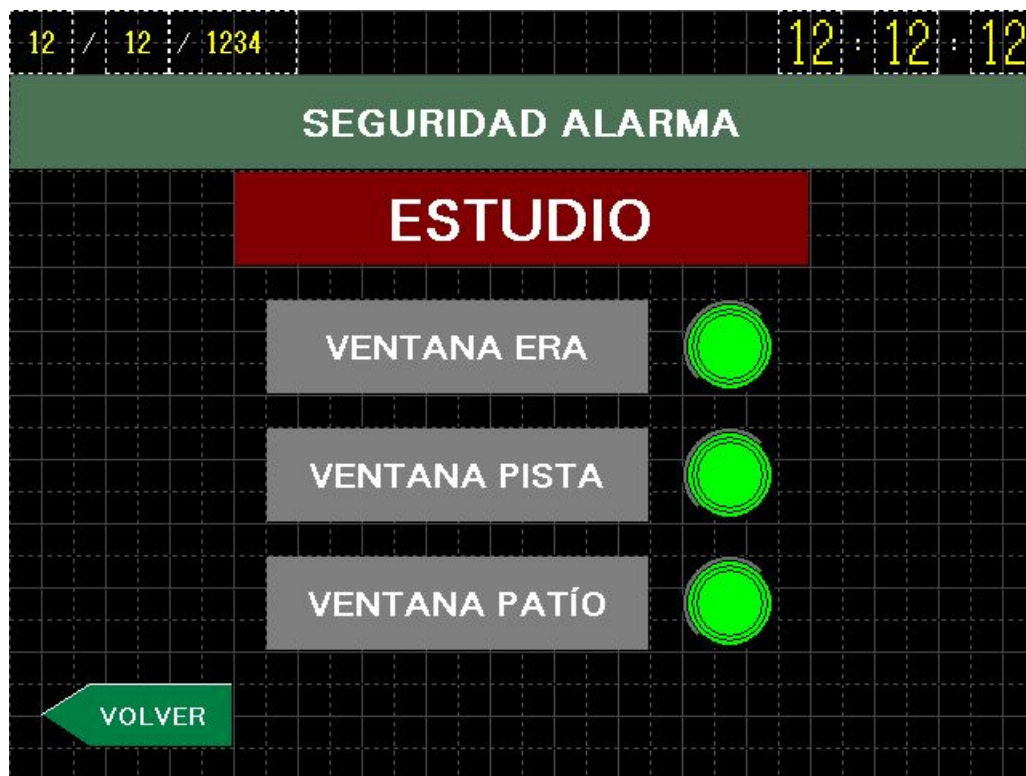 12 / 12 / 1234 12 : 12 : 12
SEGURIDAD ALARMA
ESTUDIO
VENTANA ERA
VENTANA PISTA
VENTANA PATÍO
VOLVER